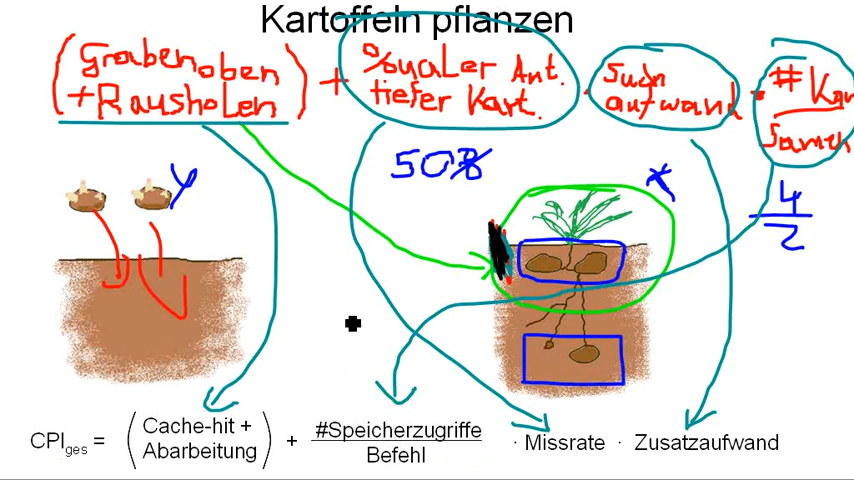 Kartoffeln pflanzen
(Graben oben + %ualer Ant. · Such · # Kar
+ Rausholen) tiefer Kart. aufwand Samen
50% 
y x 4
2
CPIges = (Cache-hit + Abarbeitung) + #Speicherzugriffe · Missrate · Zusatzaufwand
Befehl